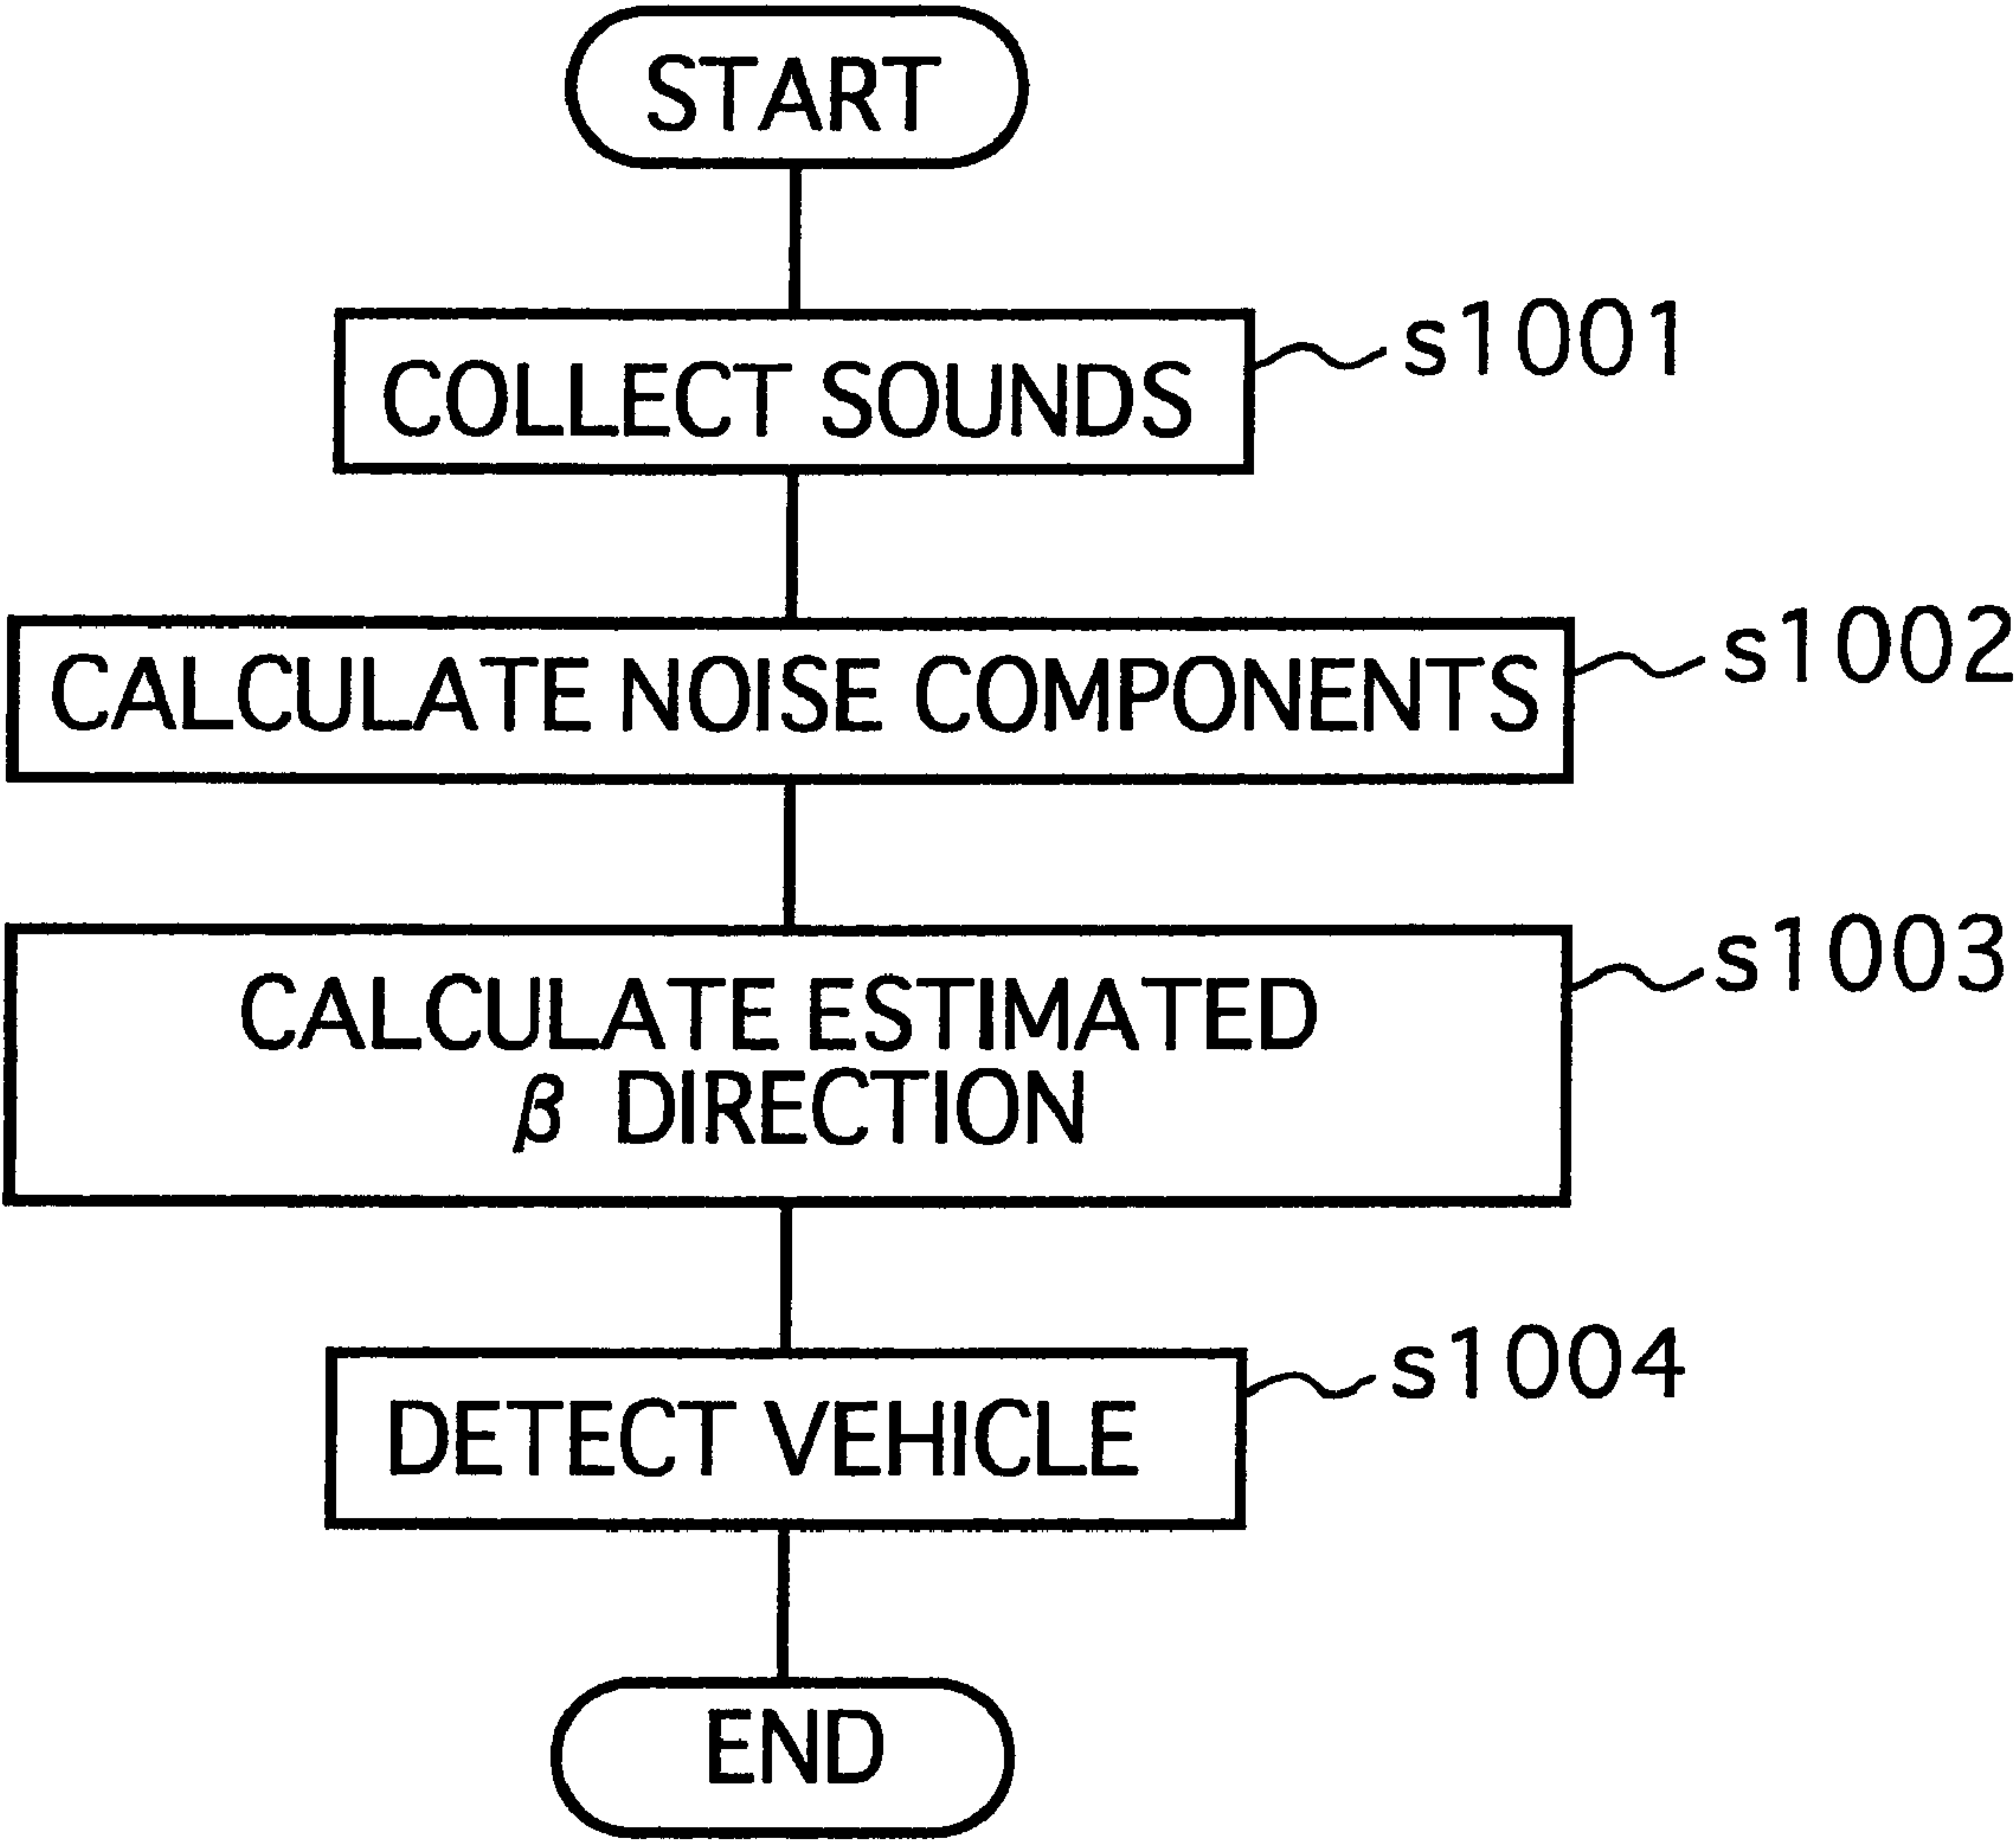 START
COLLECT SOUNDS
s1001
CALCULATE NOISE COMPONENTS
s1002
CALCULATE ESTIMATED
β DIRECTION
s1003
DETECT VEHICLE
s1004
END